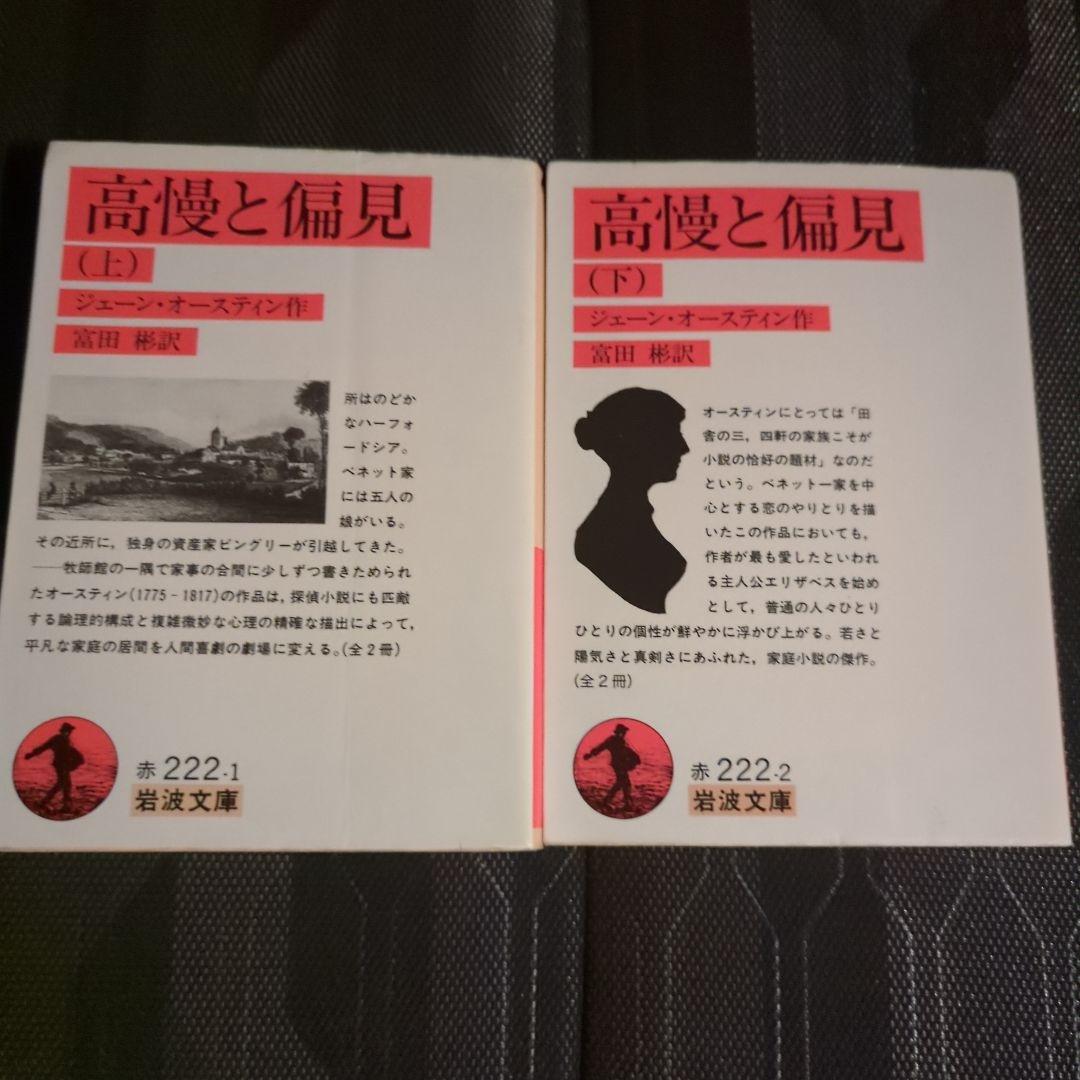 高慢と偏見
(上)
ジェーン・オースティン作
富田 彬訳
所はのどか
なハーフォ
ードシア。
ベネット家
には五人の
娘がいる。
その近所に,独身の資産家ビングリーが引越してきた。
──牧師館の一隅で家事の合間に少しずつ書きためられ
たオースティン(1775-1817)の作品は,探偵小説にも匹敵
する論理的構成と複雑微妙な心理の精確な描出によって,
平凡な家庭の居間を人間喜劇の劇場に変える。(全2冊)
赤 222-1
岩波文庫
高慢と偏見
(下)
ジェーン・オースティン作
富田 彬訳
オースティンにとっては「田
舎の三,四軒の家族こそが
小説の恰好の題材」なのだ
という。ベネット一家を中
心とする恋のやりとりを描
いたこの作品においても,
作者が最も愛したといわれ
る主人公エリザベスを始め
として,普通の人々ひとり
ひとりの個性が鮮やかに浮かび上がる。若さと
陽気さと真剣さにあふれた,家庭小説の傑作。
(全2冊)
赤 222-2
岩波文庫